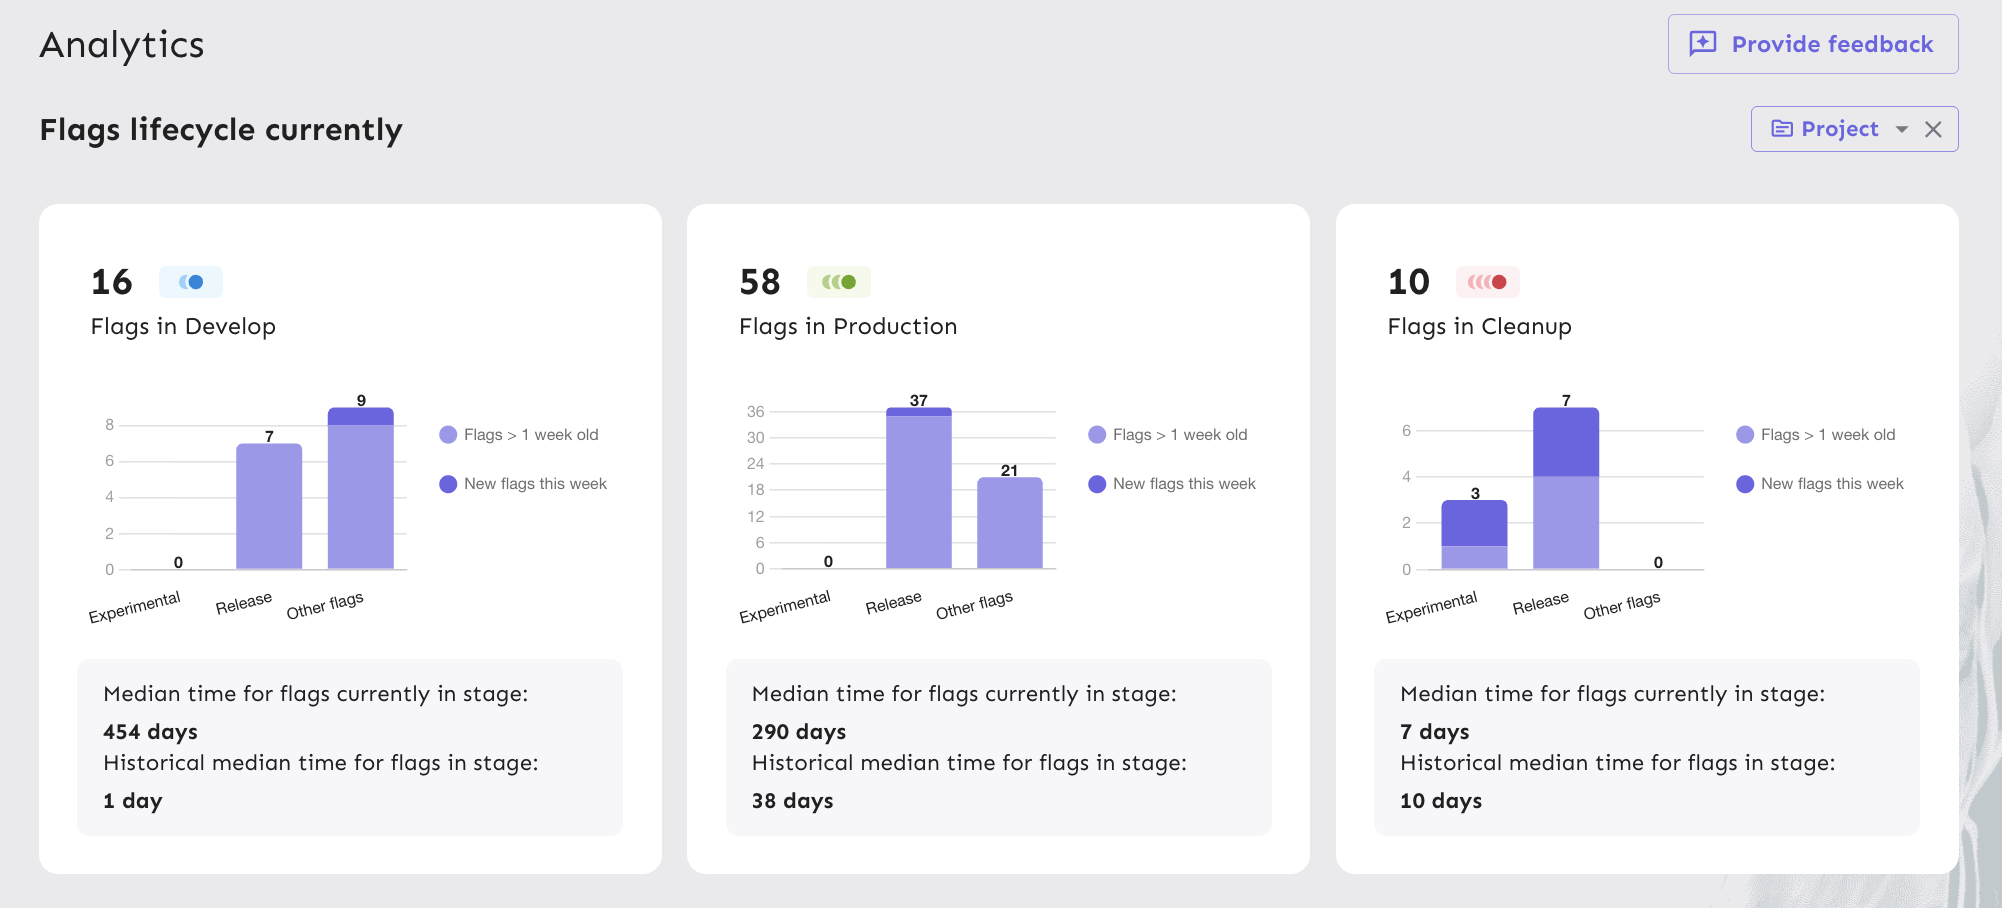 Analytics
Provide feedback
Flags lifecycle currently
Project
16
Flags in Develop
9
8
7
6
4
2
0
0
Experimental
Release
Other flags
Flags > 1 week old
New flags this week
Median time for flags currently in stage:
454 days
Historical median time for flags in stage:
1 day
58
Flags in Production
37
36
30
24
21
18
12
6
0
0
Experimental
Release
Other flags
Flags > 1 week old
New flags this week
Median time for flags currently in stage:
290 days
Historical median time for flags in stage:
38 days
10
Flags in Cleanup
7
6
4
3
2
0
0
Experimental
Release
Other flags
Flags > 1 week old
New flags this week
Median time for flags currently in stage:
7 days
Historical median time for flags in stage:
10 days